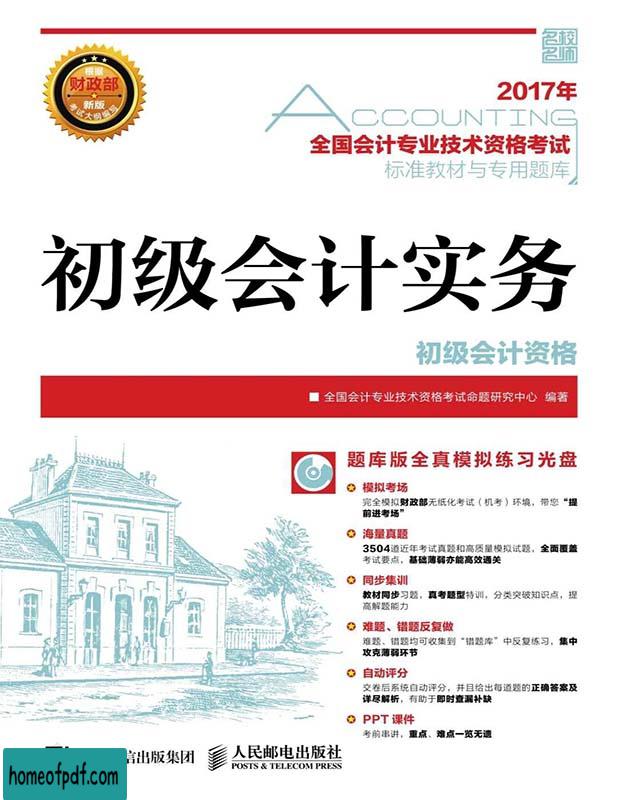 名校
名师
根据
财政部
新版
考试大纲编写
2017年
ACCOUNTING
全国会计专业技术资格考试
标准教材与专用题库
初级会计实务
初级会计资格
■ 全国会计专业技术资格考试命题研究中心 编著
题库版全真模拟练习光盘
模拟考场
完全模拟财政部无纸化考试（机考）环境，带您“提
前进考场”
海量真题
3504道近年考试真题和高质量模拟试题，全面覆盖
考试要点，基础薄弱亦能高效通关
同步集训
教材同步习题，真考题型特训，分类突破知识点，提
高解题能力
难题、错题反复做
难题、错题均可收集到“错题库”中反复练习，集中
攻克薄弱环节
自动评分
交卷后系统自动评分，并且给出每道题的正确答案及
详尽解析，有助于即时查漏补缺
PPT 课件
考前串讲，重点、难点一览无遗
信出版集团
人民邮电出版社
POSTS & TELECOM PRESS
homeofpdf.com